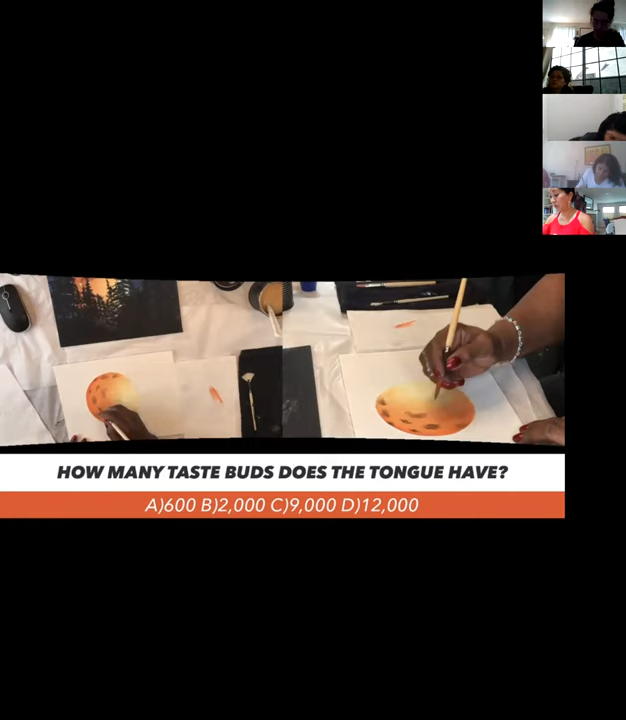 HOW MANY TASTE BUDS DOES THE TONGUE HAVE?
A)600 B)2,000 C)9,000 D)12,000